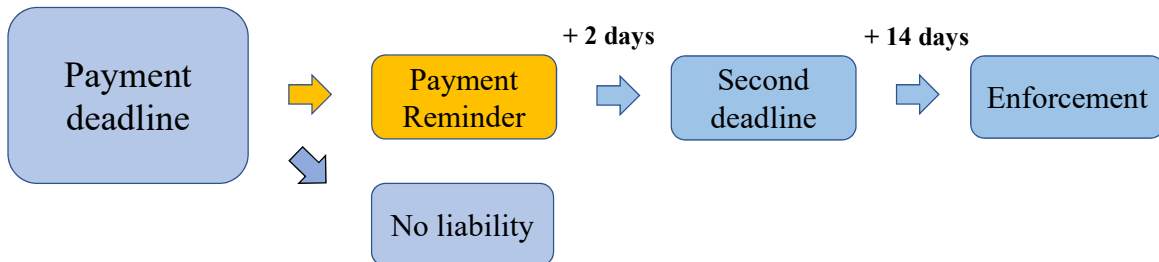 Payment
deadline
Payment
Reminder
+ 2 days
Second
deadline
+ 14 days
Enforcement
No liability